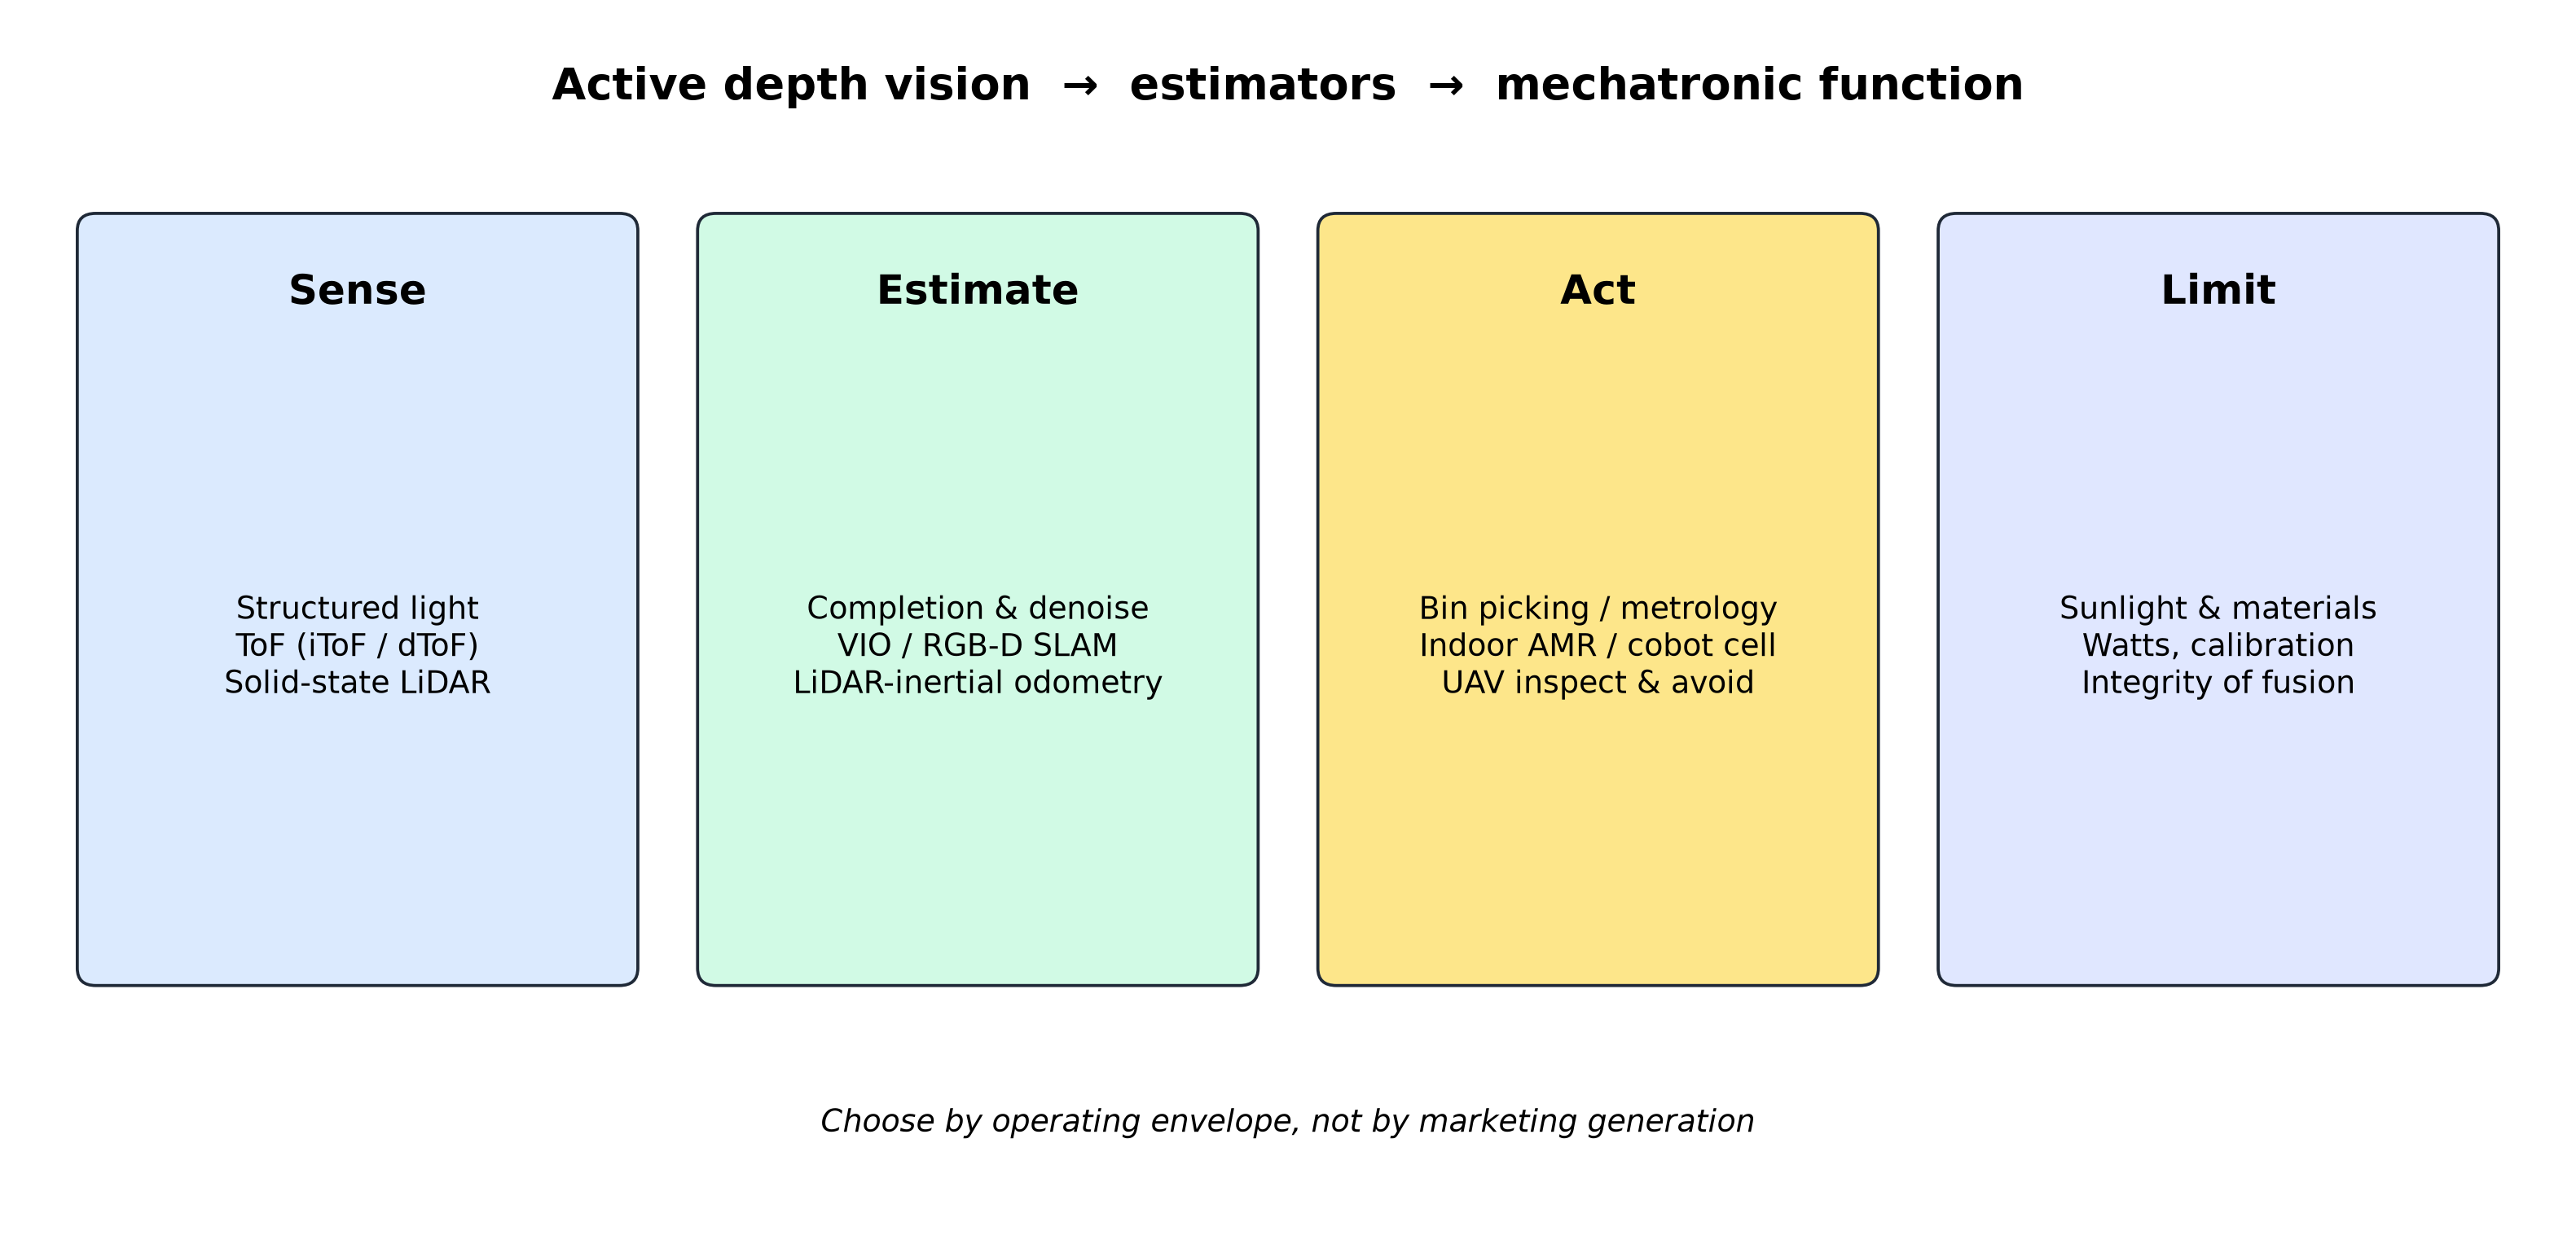 Active depth vision → estimators → mechatronic function
Sense
Structured light
ToF (iToF / dToF)
Solid-state LiDAR
Estimate
Completion & denoise
VIO / RGB-D SLAM
LiDAR-inertial odometry
Act
Bin picking / metrology
Indoor AMR / cobot cell
UAV inspect & avoid
Limit
Sunlight & materials
Watts, calibration
Integrity of fusion
Choose by operating envelope, not by marketing generation